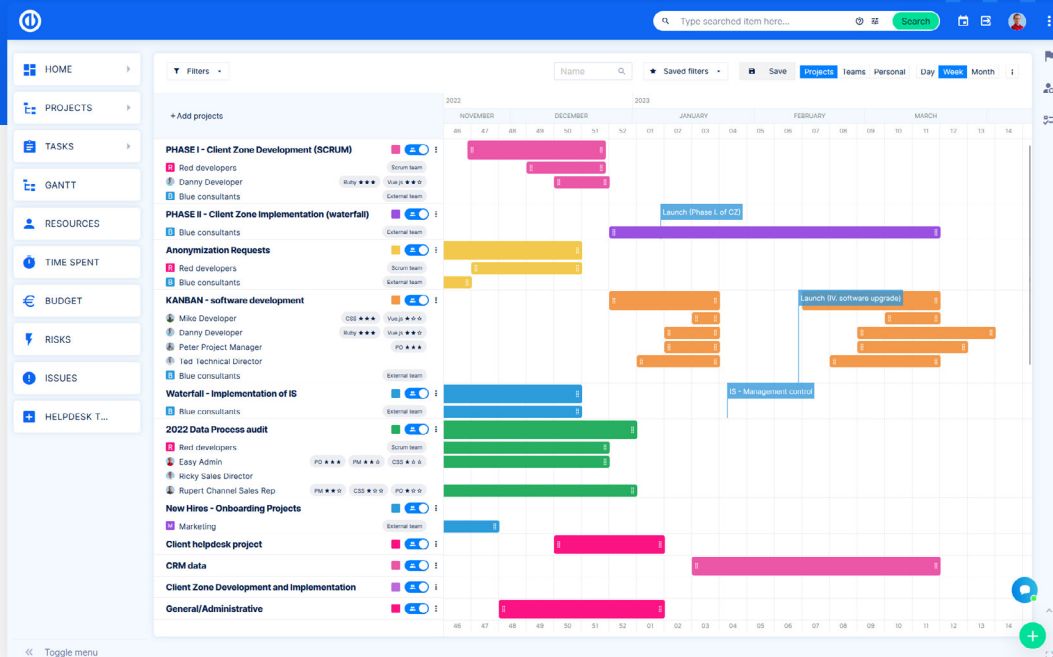 Type searched item here...
Search
HOME
PROJECTS
TASKS
GANTT
RESOURCES
TIME SPENT
BUDGET
RISKS
ISSUES
HELPDESK T...
Toggle menu
Filters
Name
Saved filters
Save
Projects Teams Personal
Day Week Month
2022 2023
+ Add projects
NOVEMBER DECEMBER JANUARY FEBRUARY MARCH
46 47 48 49 50 51 52 01 02 03 04 05 06 07 08 09 10 11 12 13 14
PHASE I - Client Zone Development (SCRUM)
R Red developers Scrum team
Danny Developer Ruby ★★★ Vue.js ★★☆
B Blue consultants External team
PHASE II - Client Zone Implementation (waterfall)
Launch (Phase I. of CZ)
B Blue consultants External team
Anonymization Requests
R Red developers Scrum team
B Blue consultants External team
KANBAN - software development
Launch (IV. software upgrade)
Mike Developer CSS ★★★ Vue.js ★☆☆
Danny Developer Ruby ★★★ Vue.js ★★☆
Peter Project Manager PO ★★★
Ted Technical Director
B Blue consultants External team
Waterfall - Implementation of IS
IS - Management control
B Blue consultants External team
2022 Data Process audit
R Red developers Scrum team
Easy Admin PO ★★★ PM ★★☆ CSS ★☆☆
Ricky Sales Director
Rupert Channel Sales Rep PM ★★☆ CSS ★☆☆ PO ★☆☆
New Hires - Onboarding Projects
M Marketing External team
Client helpdesk project
CRM data
Client Zone Development and Implementation
General/Administrative
46 47 48 49 50 51 52 01 02 03 04 05 06 07 08 09 10 11 12 13 14